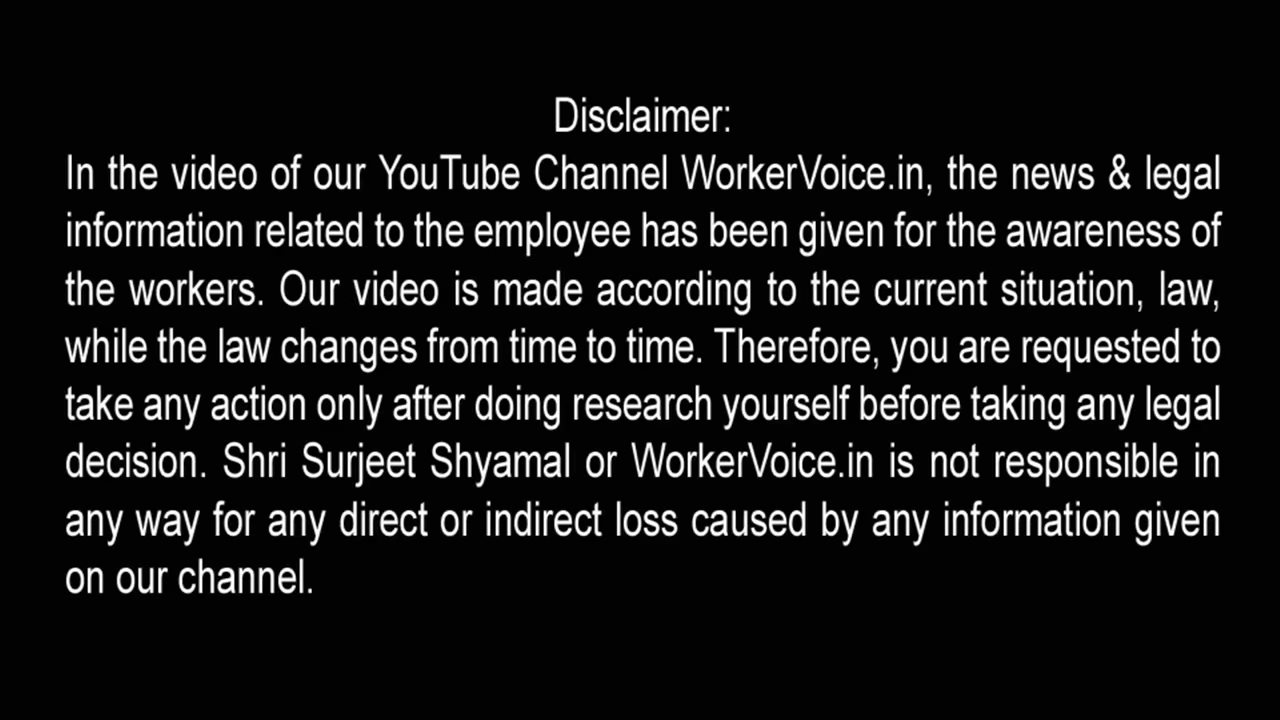 Disclaimer:
In the video of our YouTube Channel WorkerVoice.in, the news & legal
information related to the employee has been given for the awareness of
the workers. Our video is made according to the current situation, law,
while the law changes from time to time. Therefore, you are requested to
take any action only after doing research yourself before taking any legal
decision. Shri Surjeet Shyamal or WorkerVoice.in is not responsible in
any way for any direct or indirect loss caused by any information given
on our channel.